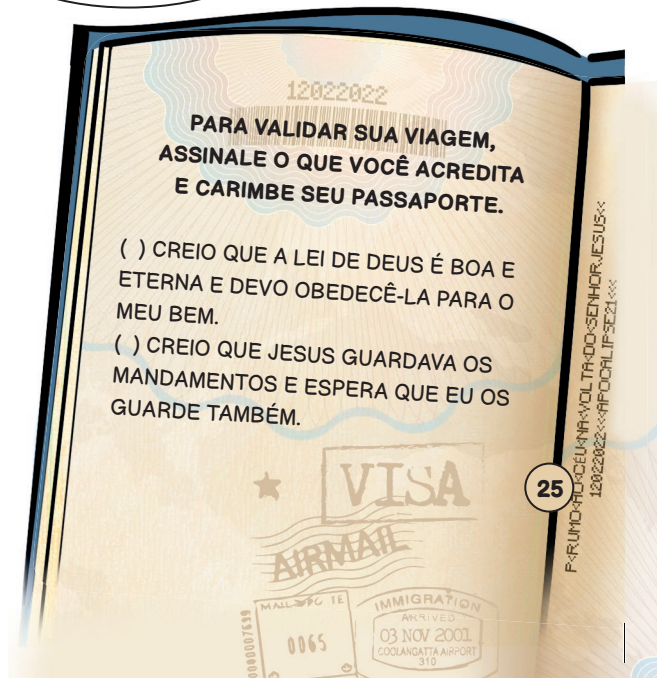 12022022
PARA VALIDAR SUA VIAGEM,
ASSINALE O QUE VOCÊ ACREDITA
E CARIMBE SEU PASSAPORTE.
( ) CREIO QUE A LEI DE DEUS É BOA E
ETERNA E DEVO OBEDECÊ-LA PARA O
MEU BEM.
( ) CREIO QUE JESUS GUARDAVA OS
MANDAMENTOS E ESPERA QUE EU OS
GUARDE TAMBÉM.
VISA
AIRMAIL
0065
IMMIGRATION
ARRIVED
03 NOV 2001
COOLANGATTA AIRPORT
310
25
P<RUMO<AO<CÉU<NA<VOLTA<DO<SENHOR<JESUS<<
12022022<<<APOCALIPSE21<<<